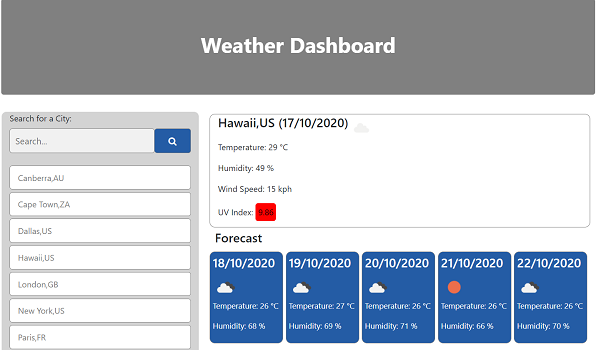 Weather Dashboard
Search for a City:
Search...
Canberra,AU
Cape Town,ZA
Dallas,US
Hawaii,US
London,GB
New York,US
Paris,FR
Hawaii,US (17/10/2020)
Temperature: 29 °C
Humidity: 49 %
Wind Speed: 15 kph
UV Index: 9.86
Forecast
18/10/2020
Temperature: 26 °C
Humidity: 68 %
19/10/2020
Temperature: 27 °C
Humidity: 69 %
20/10/2020
Temperature: 26 °C
Humidity: 71 %
21/10/2020
Temperature: 26 °C
Humidity: 66 %
22/10/2020
Temperature: 26 °C
Humidity: 70 %